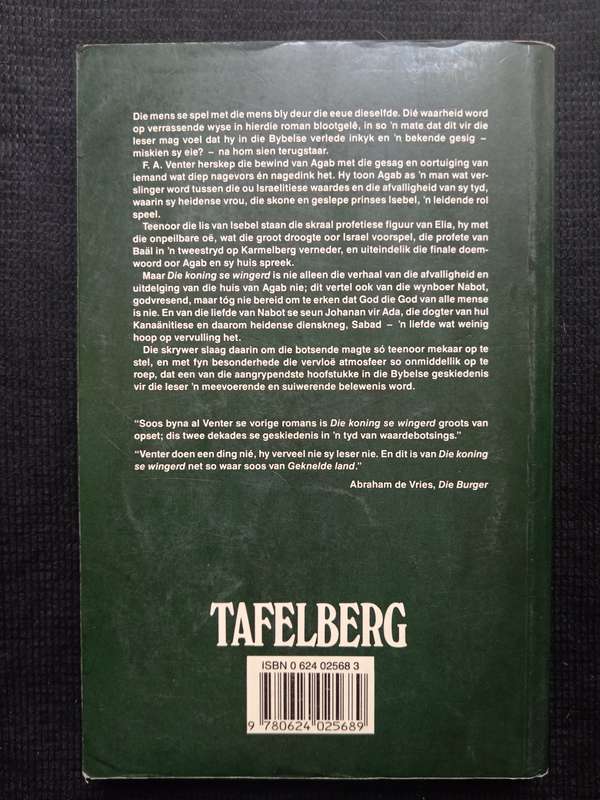 Die mens se spel met die mens bly deur die eeue dieselfde. Dié waarheid word
op verrassende wyse in hierdie roman blootgelê, in so 'n mate dat dit vir die
leser mag voel dat hy in die Bybelse verlede inkyk en 'n bekende gesig –
miskien sy eie? – na hom sien terugstaar.
F. A. Venter herskep die bewind van Agab met die gesag en oortuiging van
iemand wat diep nagevors én nagedink het. Hy toon Agab as 'n man wat ver-
slinger word tussen die ou Israelitiese waardes en die afvalligheid van sy tyd,
waarin sy heidense vrou, die skone en geslepe prinses Isebel, 'n leidende rol
speel.
Teenoor die lis van Isebel staan die skraal profetiese figuur van Elia, hy met
die onpeilbare oë, wat die groot droogte oor Israel voorspel, die profete van
Baäl in 'n tweestryd op Karmelberg verneder, en uiteindelik die finale doem-
woord oor Agab en sy huis spreek.
Maar Die koning se wingerd is nie alleen die verhaal van die afvalligheid en
uitdelging van die huis van Agab nie; dit vertel ook van die wynboer Nabot,
godvresend, maar tóg nie bereid om te erken dat God die God van alle mense
is nie. En van die liefde van Nabot se seun Johanan vir Ada, die dogter van hul
Kanaänitiese en daarom heidense dienskneg, Sabad – 'n liefde wat weinig
hoop op vervulling het.
Die skrywer slaag daarin om die botsende magte só teenoor mekaar op te
stel, en met fyn besonderhede die vervloë atmosfeer so onmiddellik op te
roep, dat een van die aangrypendste hoofstukke in die Bybelse geskiedenis
vir die leser 'n meevoerende en suiwerende belewenis word.
"Soos byna al Venter se vorige romans is Die koning se wingerd groots van
opset; dis twee dekades se geskiedenis in 'n tyd van waardebotsings."
"Venter doen een ding nié, hy verveel nie sy leser nie. En dit is van Die koning
se wingerd net so waar soos van Geknelde land."
Abraham de Vries, Die Burger
TAFELBERG
ISBN 0 624 02568 3
9 780624 025689